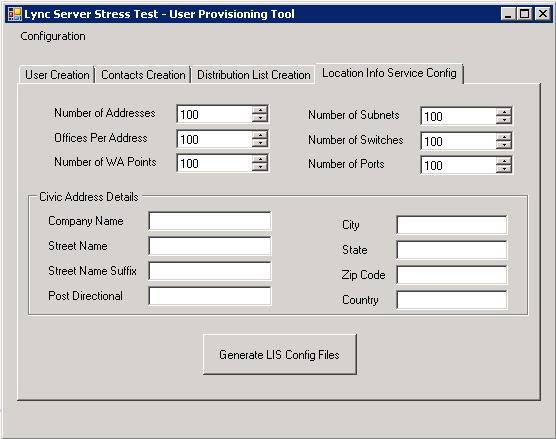 Lync Server Stress Test - User Provisioning Tool
Configuration
User Creation Contacts Creation Distribution List Creation Location Info Service Config
Number of Addresses 100 Number of Subnets 100
Offices Per Address 100 Number of Switches 100
Number of WA Points 100 Number of Ports 100
Civic Address Details
Company Name City
Street Name State
Street Name Suffix Zip Code
Post Directional Country
Generate LIS Config Files